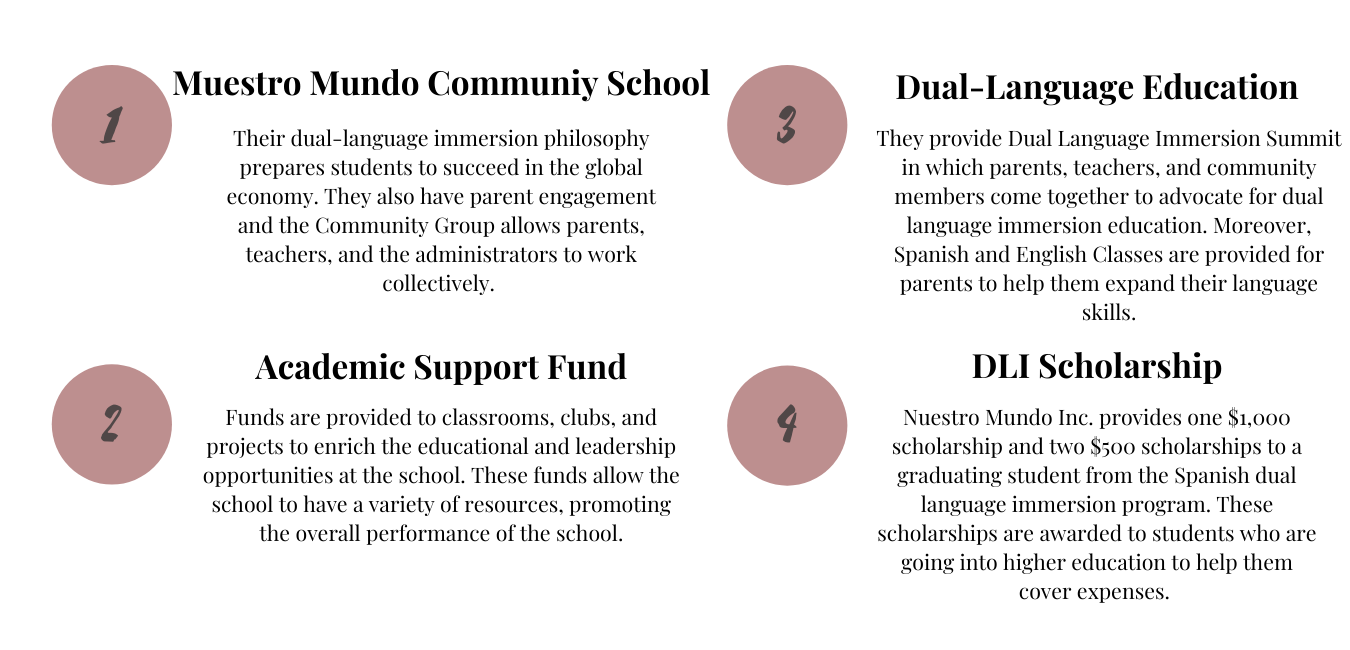 1
Muestro Mundo Communiy School
Their dual-language immersion philosophy
prepares students to succeed in the global
economy. They also have parent engagement
and the Community Group allows parents,
teachers, and the administrators to work
collectively.
2
Academic Support Fund
Funds are provided to classrooms, clubs, and
projects to enrich the educational and leadership
opportunities at the school. These funds allow the
school to have a variety of resources, promoting
the overall performance of the school.
3
Dual-Language Education
They provide Dual Language Immersion Summit
in which parents, teachers, and community
members come together to advocate for dual
language immersion education. Moreover,
Spanish and English Classes are provided for
parents to help them expand their language
skills.
4
DLI Scholarship
Nuestro Mundo Inc. provides one $1,000
scholarship and two $500 scholarships to a
graduating student from the Spanish dual
language immersion program. These
scholarships are awarded to students who are
going into higher education to help them
cover expenses.